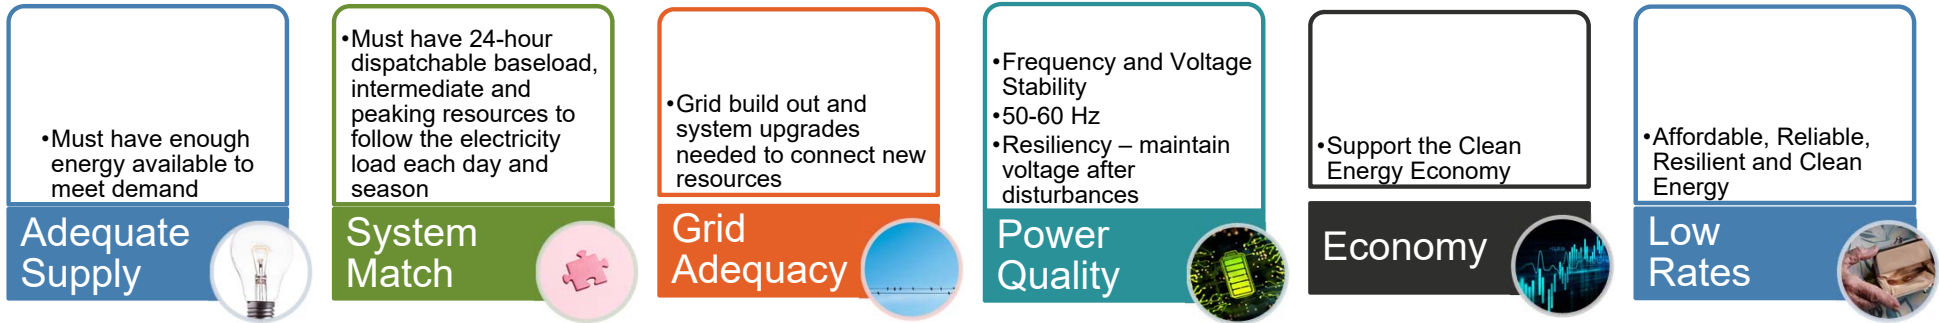 •Must have enough
energy available to
meet demand
Adequate
Supply
•Must have 24-hour
dispatchable baseload,
intermediate and
peaking resources to
follow the electricity
load each day and
season
System
Match
•Grid build out and
system upgrades
needed to connect new
resources
Grid
Adequacy
•Frequency and Voltage
Stability
•50-60 Hz
•Resiliency – maintain
voltage after
disturbances
Power
Quality
•Support the Clean
Energy Economy
Economy
•Affordable, Reliable,
Resilient and Clean
Energy
Low
Rates